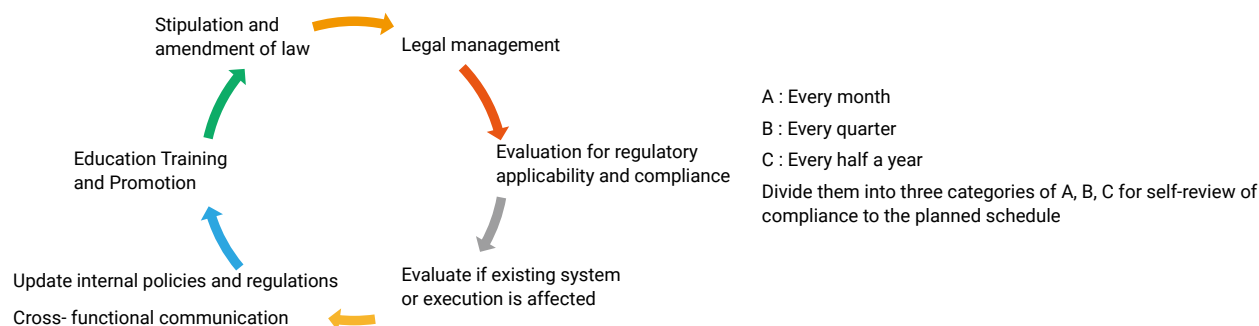 Stipulation and
amendment of law
Legal management
Evaluation for regulatory
applicability and compliance
Evaluate if existing system
or execution is affected
Cross- functional communication
Update internal policies and regulations
Education Training
and Promotion
A : Every month
B : Every quarter
C : Every half a year
Divide them into three categories of A, B, C for self-review of
compliance to the planned schedule